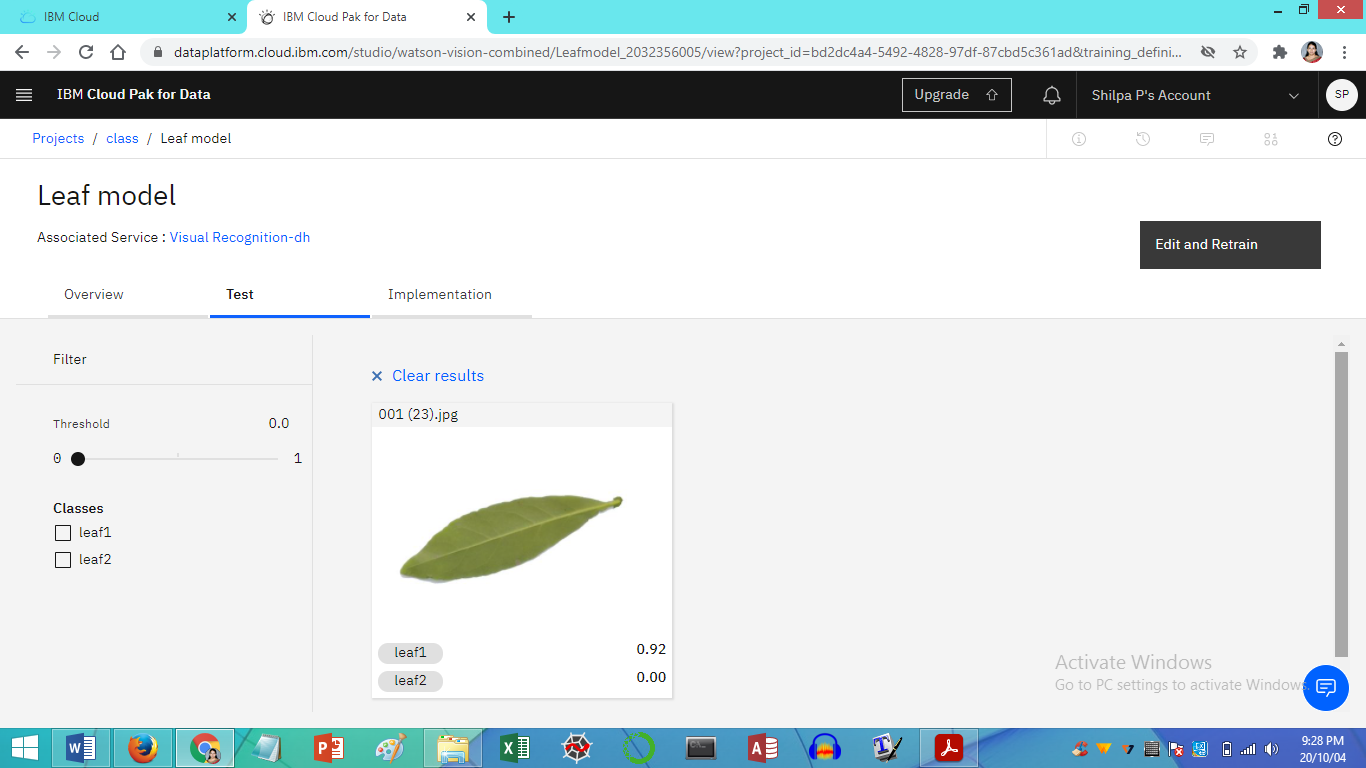 IBM Cloud
IBM Cloud Pak for Data
dataplatform.cloud.ibm.com/studio/watson-vision-combined/Leafmodel_2032356005/view?project_id=bd2dc4a4-5492-4828-97df-87cbd5c361ad&training_defini...
IBM Cloud Pak for Data
Upgrade
Shilpa P's Account
SP
Projects / class / Leaf model
Leaf model
Associated Service : Visual Recognition-dh
Edit and Retrain
Overview
Test
Implementation
Filter
Clear results
001 (23).jpg
Threshold 0.0
0 1
Classes
leaf1
leaf2
leaf1 0.92
leaf2 0.00
Activate Windows
Go to PC settings to activate Windows.
9:28 PM
20/10/04